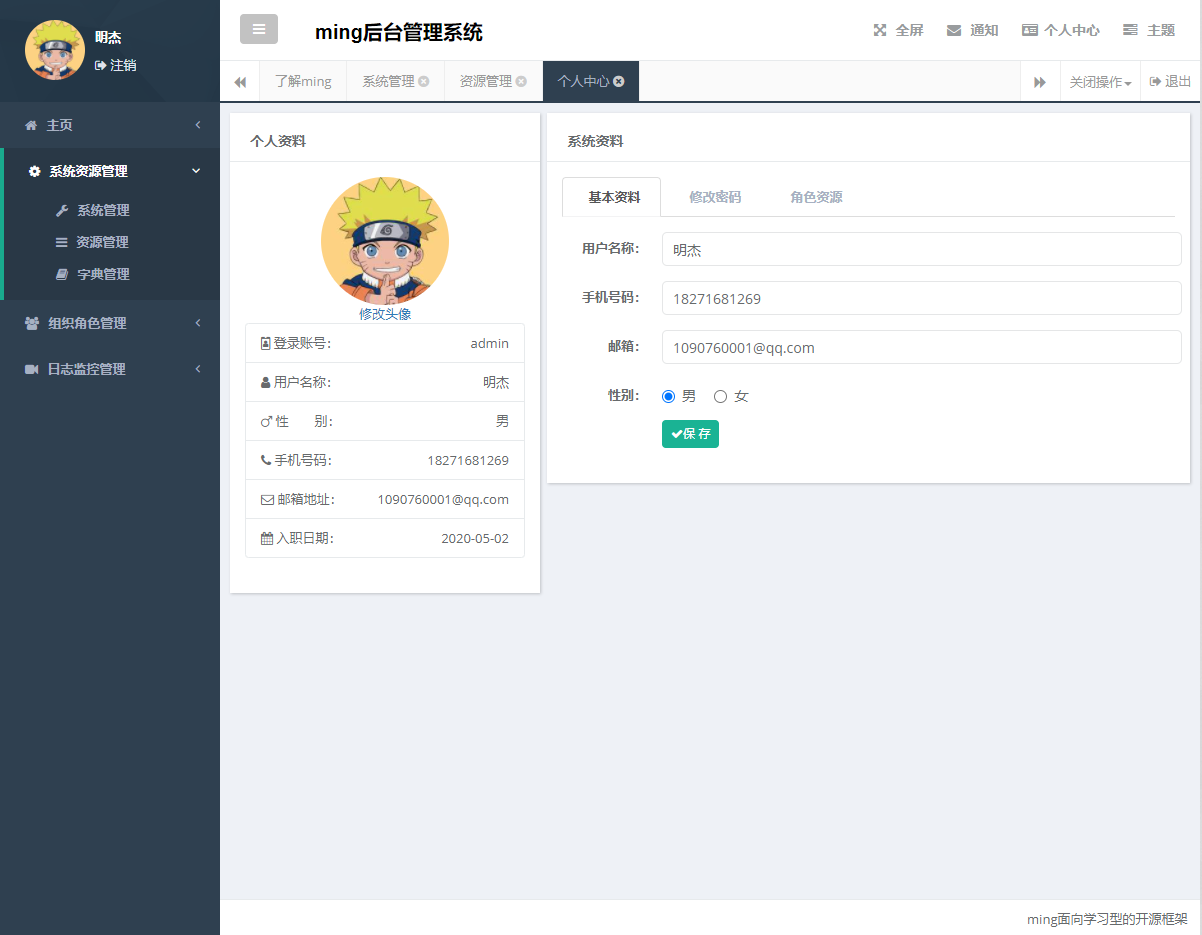 明杰
注销
主页
系统资源管理
系统管理
资源管理
字典管理
组织角色管理
日志监控管理
ming后台管理系统
全屏 通知 个人中心 主题
了解ming 系统管理 资源管理 个人中心 关闭操作 退出
个人资料
修改头像
登录账号： admin
用户名称： 明杰
性 别： 男
手机号码： 18271681269
邮箱地址： 1090760001@qq.com
入职日期： 2020-05-02
系统资料
基本资料 修改密码 角色资源
用户名称： 明杰
手机号码： 18271681269
邮箱： 1090760001@qq.com
性别： 男 女
保 存
ming面向学习型的开源框架